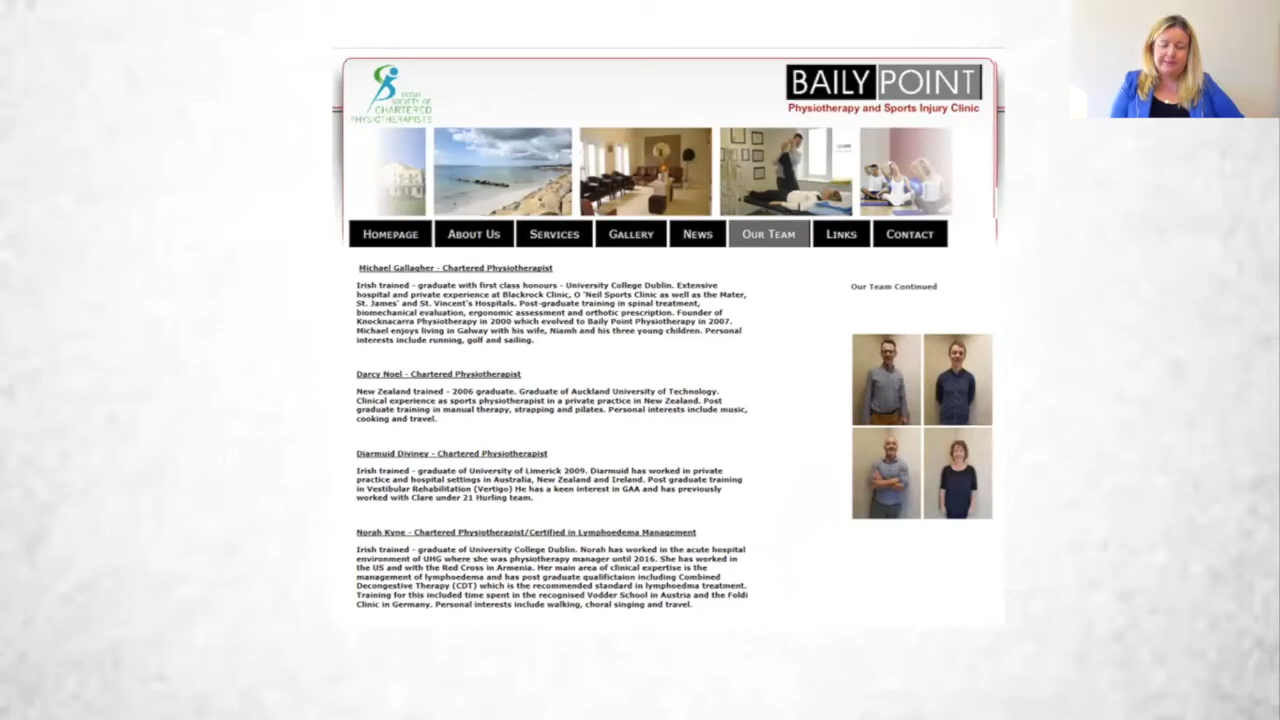 IRISH
SOCIETY OF
CHARTERED
PHYSIOTHERAPISTS
BAILY POINT
Physiotherapy and Sports Injury Clinic
HOMEPAGE
ABOUT US
SERVICES
GALLERY
NEWS
OUR TEAM
LINKS
CONTACT
Michael Gallagher - Chartered Physiotherapist
Irish trained - graduate with first class honours - University College Dublin. Extensive
hospital and private experience at Blackrock Clinic, O 'Neil Sports Clinic as well as the Mater,
St. James' and St. Vincent's Hospitals. Post-graduate training in spinal treatment,
biomechanical evaluation, ergonomic assessment and orthotic prescription. Founder of
Knocknacarra Physiotherapy in 2000 which evolved to Baily Point Physiotherapy in 2007.
Michael enjoys living in Galway with his wife, Niamh and his three young children. Personal
interests include running, golf and sailing.
Darcy Noel - Chartered Physiotherapist
New Zealand trained - 2006 graduate. Graduate of Auckland University of Technology.
Clinical experience as sports physiotherapist in a private practice in New Zealand. Post
graduate training in manual therapy, strapping and pilates. Personal interests include music,
cooking and travel.
Diarmuid Diviney - Chartered Physiotherapist
Irish trained - graduate of University of Limerick 2009. Diarmuid has worked in private
practice and hospital settings in Australia, New Zealand and Ireland. Post graduate training
in Vestibular Rehabilitation (Vertigo) He has a keen interest in GAA and has previously
worked with Clare under 21 Hurling team.
Norah Kyne - Chartered Physiotherapist/Certified in Lymphoedema Management
Irish trained - graduate of University College Dublin. Norah has worked in the acute hospital
environment of UHG where she was physiotherapy manager until 2016. She has worked in
the US and with the Red Cross in Armenia. Her main area of clinical expertise is the
management of lymphoedema and has post graduate qualifictaion including Combined
Decongestive Therapy (CDT) which is the recommended standard in lymphoedma treatment.
Training for this included time spent in the recognised Vodder School in Austria and the Foldi
Clinic in Germany. Personal interests include walking, choral singing and travel.
Our Team Continued